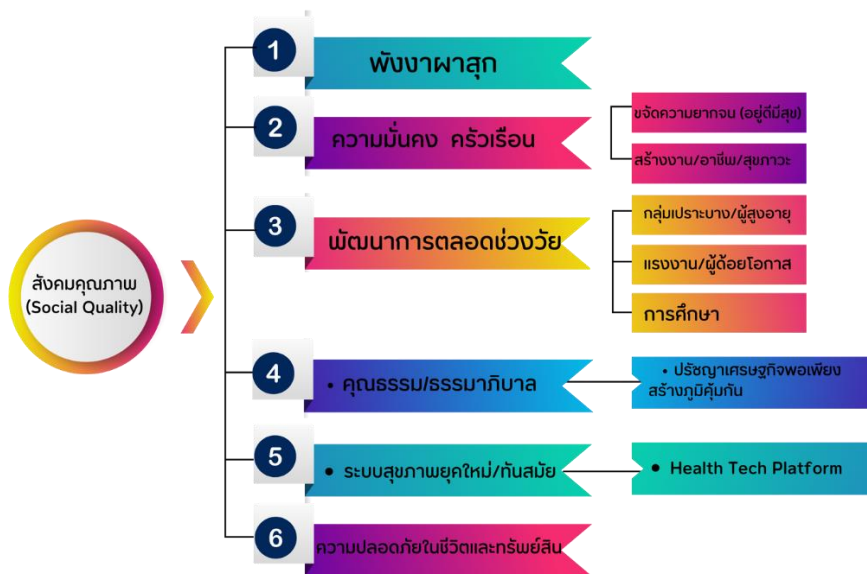 สังคมคุณภาพ
(Social Quality)
1
พังงาผาสุก
2
ความมั่นคง ครัวเรือน
ขจัดความยากจน (อยู่ดีมีสุข)
สร้างงาน/อาชีพ/สุขภาวะ
3
พัฒนาการตลอดช่วงวัย
กลุ่มเปราะบาง/ผู้สูงอายุ
แรงงาน/ผู้ด้อยโอกาส
การศึกษา
4
• คุณธรรม/ธรรมาภิบาล
• ปรัชญาเศรษฐกิจพอเพียง
สร้างภูมิคุ้มกัน
5
• ระบบสุขภาพยุคใหม่/ทันสมัย
• Health Tech Platform
6
ความปลอดภัยในชีวิตและทรัพย์สิน